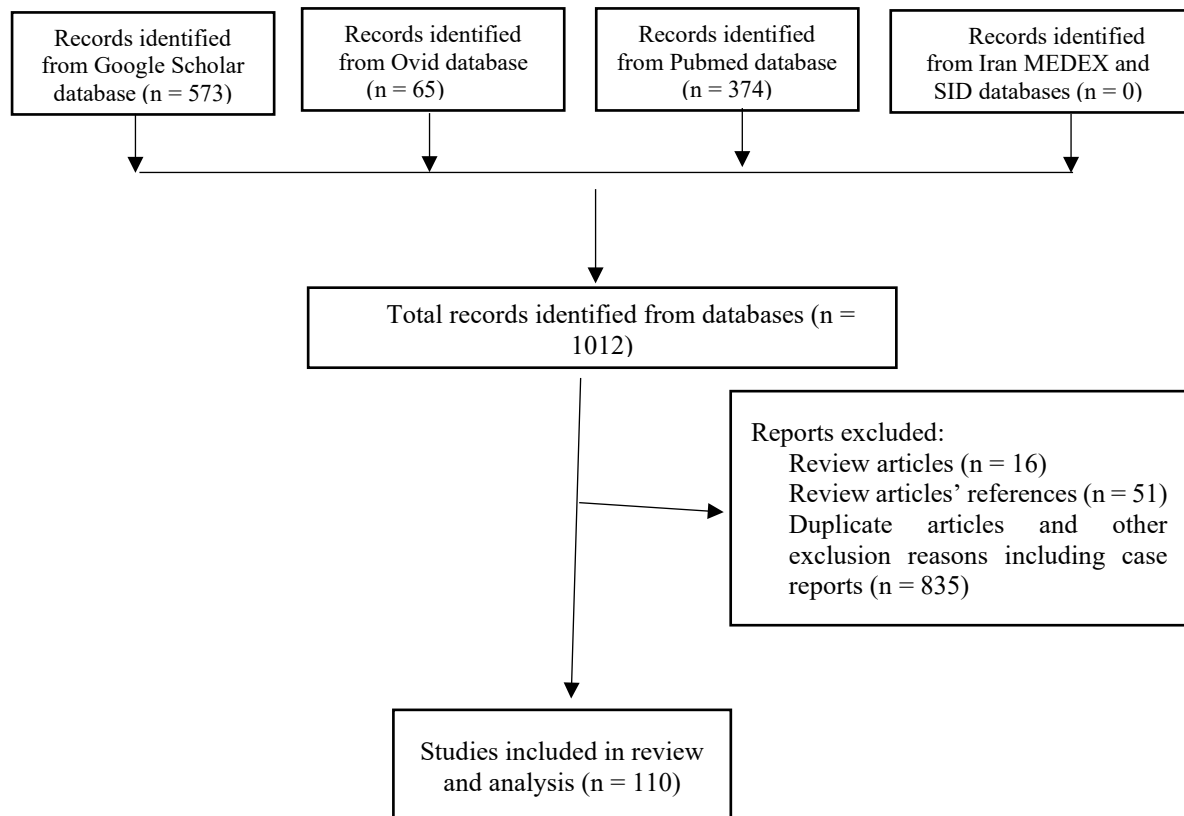 Records identified
from Google Scholar
database (n = 573)
Records identified
from Ovid database
(n = 65)
Records identified
from Pubmed database
(n = 374)
Records identified
from Iran MEDEX and
SID databases (n = 0)
Total records identified from databases (n =
1012)
Reports excluded:
Review articles (n = 16)
Review articles’ references (n = 51)
Duplicate articles and other
exclusion reasons including case
reports (n = 835)
Studies included in review
and analysis (n = 110)